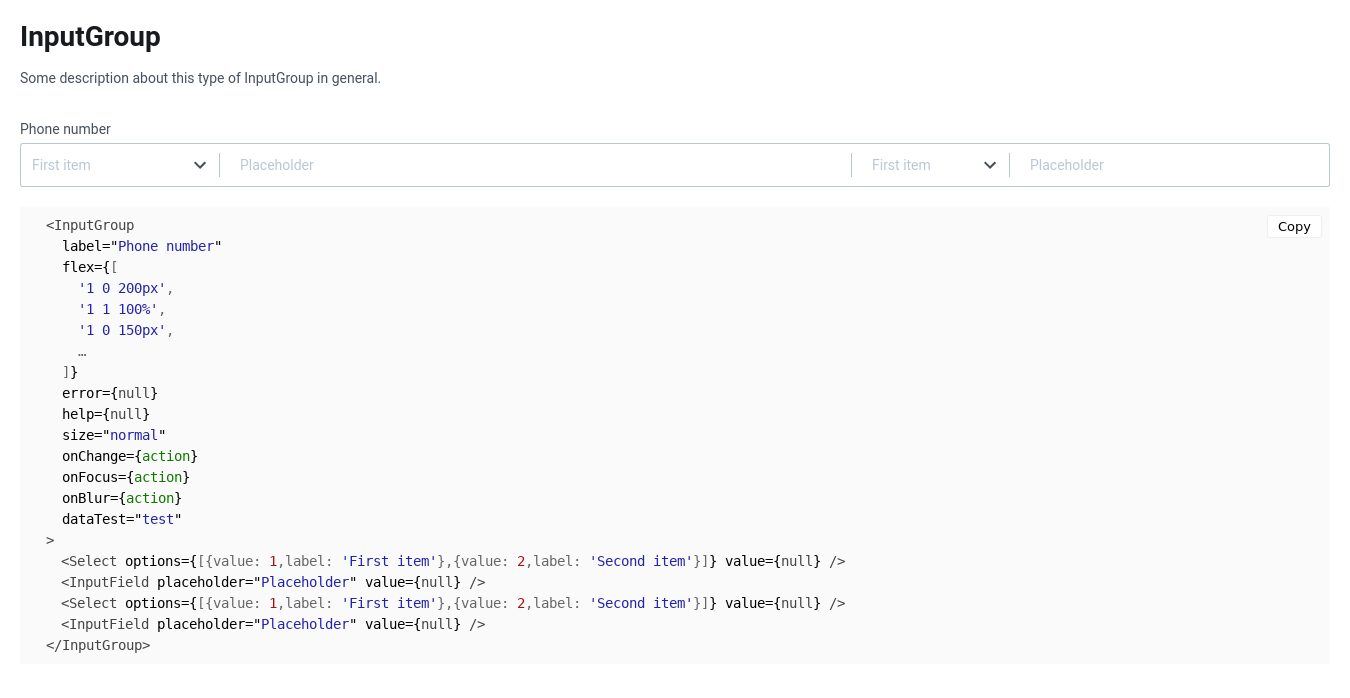 InputGroup
Some description about this type of InputGroup in general.
Phone number
First item Placeholder First item Placeholder
Copy
<InputGroup
  label="Phone number"
  flex={[
    '1 0 200px',
    '1 1 100%',
    '1 0 150px',
    …
  ]}
  error={null}
  help={null}
  size="normal"
  onChange={action}
  onFocus={action}
  onBlur={action}
  dataTest="test"
>
  <Select options={[{value: 1,label: 'First item'},{value: 2,label: 'Second item'}]} value={null} />
  <InputField placeholder="Placeholder" value={null} />
  <Select options={[{value: 1,label: 'First item'},{value: 2,label: 'Second item'}]} value={null} />
  <InputField placeholder="Placeholder" value={null} />
</InputGroup>